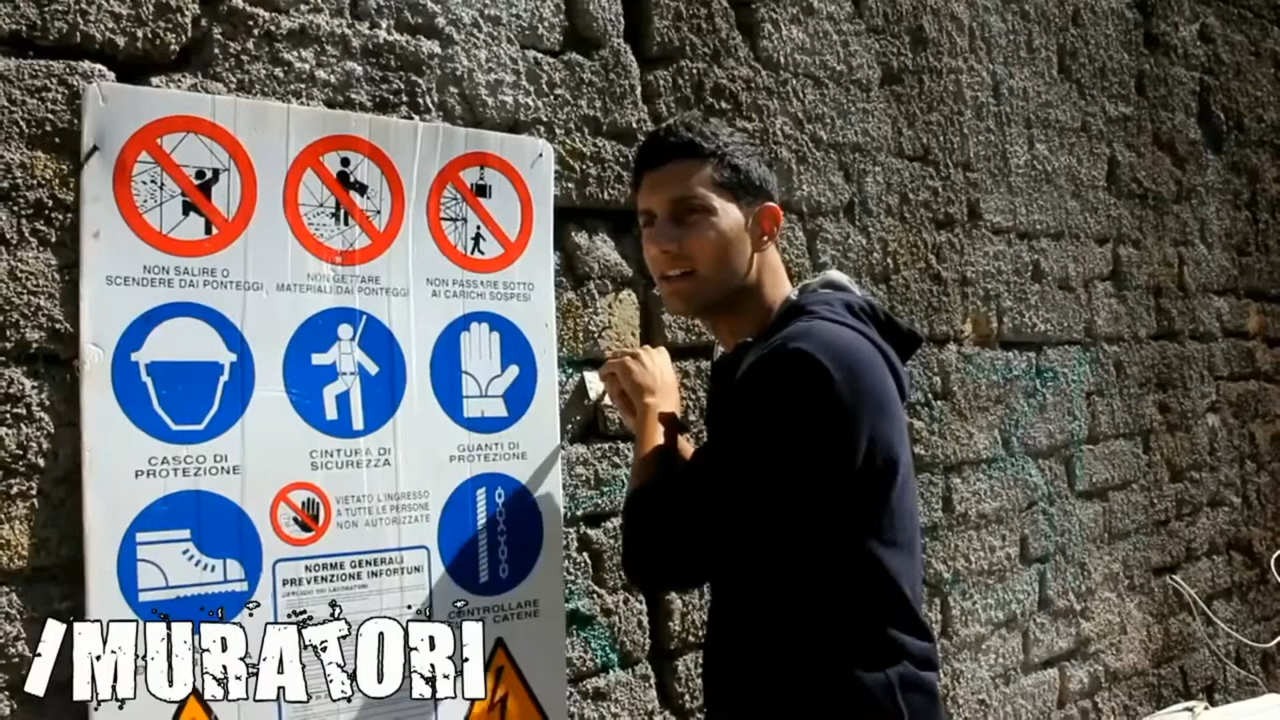 NON SALIRE O
SCENDERE DAI PONTEGGI
NON GETTARE
MATERIALI DAI PONTEGGI
NON PASSARE SOTTO
AI CARICHI SOSPESI
CASCO DI
PROTEZIONE
CINTURA DI
SICUREZZA
GUANTI DI
PROTEZIONE
VIETATO L'INGRESSO
A TUTTE LE PERSONE
NON AUTORIZZATE
NORME GENERALI
PREVENZIONE INFORTUNI
CONTROLLARE
E CATENE
/MURATORI